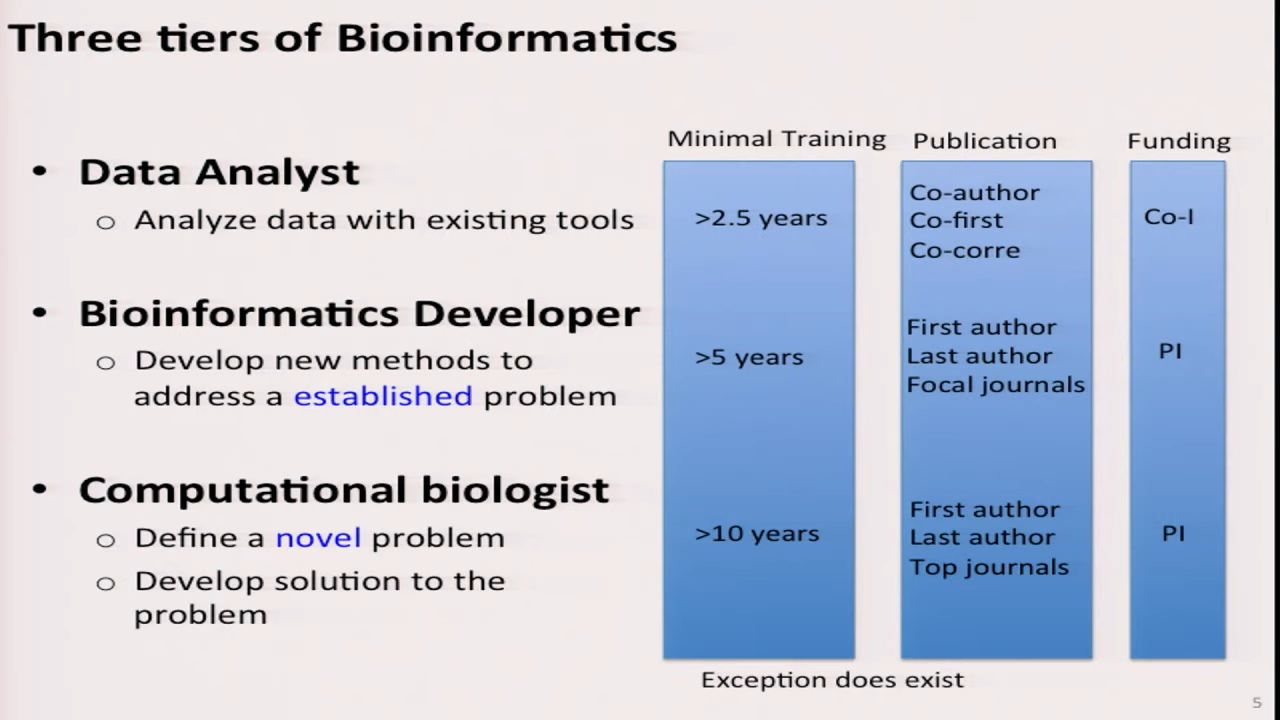 Three tiers of Bioinformatics
Minimal Training
Publication
Funding
• Data Analyst
○ Analyze data with existing tools
>2.5 years
Co-author
Co-first
Co-corre
Co-I
• Bioinformatics Developer
○ Develop new methods to
address a established problem
>5 years
First author
Last author
Focal journals
PI
• Computational biologist
○ Define a novel problem
○ Develop solution to the
problem
>10 years
First author
Last author
Top journals
PI
Exception does exist
5